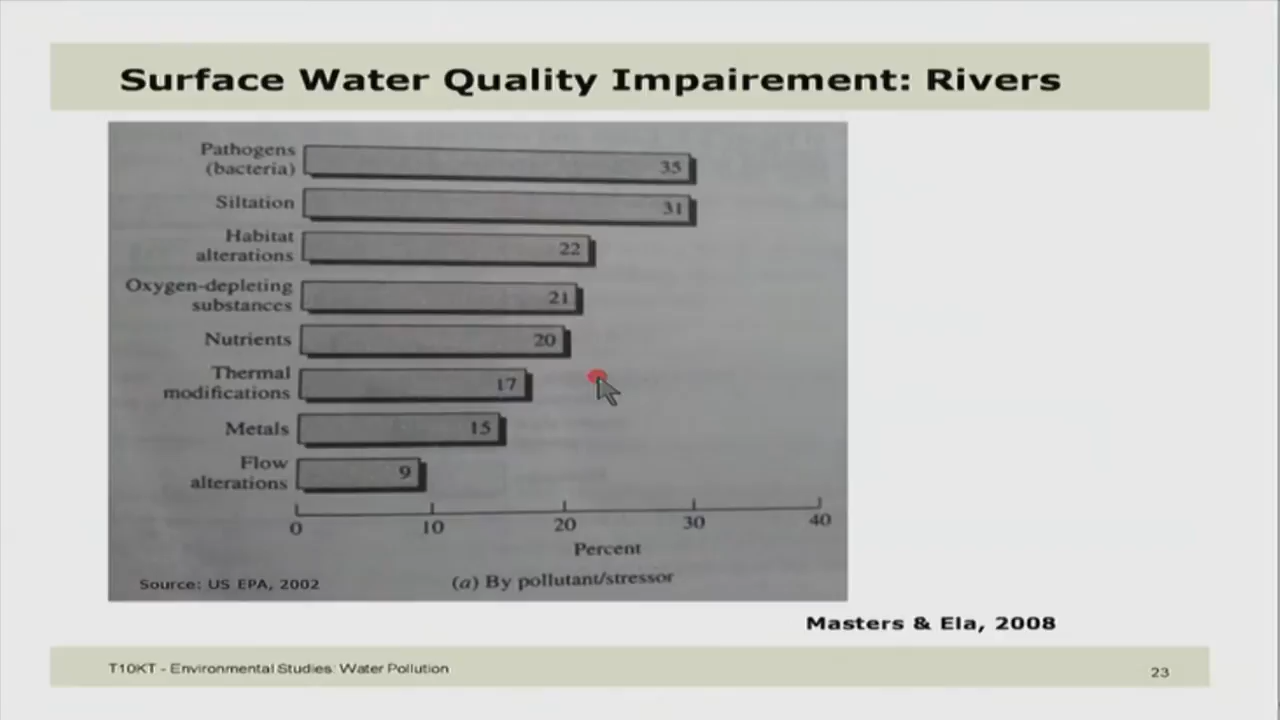 Surface Water Quality Impairement: Rivers
Pathogens
(bacteria)
35
Siltation
31
Habitat
alterations
22
Oxygen-depleting
substances
21
Nutrients
20
Thermal
modifications
17
Metals
15
Flow
alterations
9
0 10 20 30 40
Percent
Source: US EPA, 2002
(a) By pollutant/stressor
Masters & Ela, 2008
T10KT - Environmental Studies: Water Pollution
23